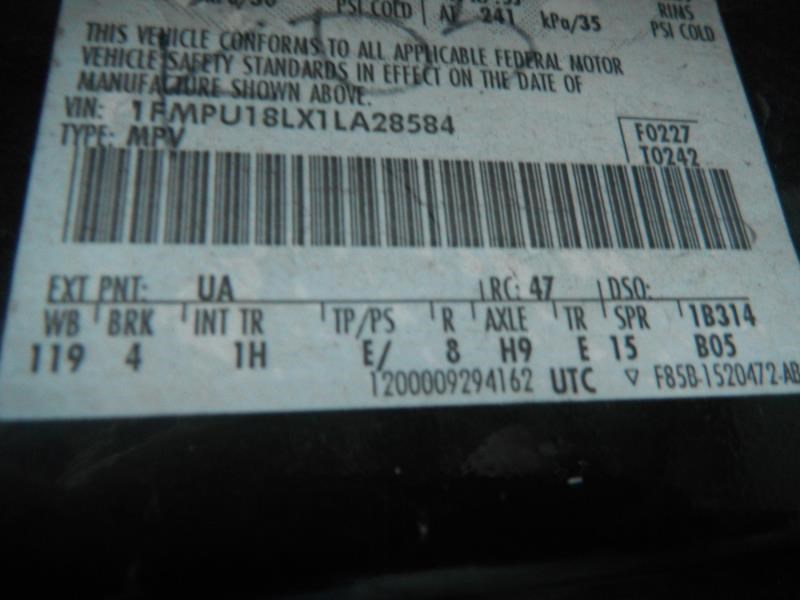 PSI COLD AT 241 kPa/35 RIMS
PSI COLD
THIS VEHICLE CONFORMS TO ALL APPLICABLE FEDERAL MOTOR
VEHICLE SAFETY STANDARDS IN EFFECT ON THE DATE OF
MANUFACTURE SHOWN ABOVE.
VIN: 1FMPU18LX1LA28584
TYPE: MPV
F0227
T0242
EXT PNT: UA RC: 47 DSO:
WB BRK INT TR TP/PS R AXLE TR SPR 1B314
119 4 1H E/ 8 H9 E 15 B05
1200009294162 UTC ▽ F85B-1520472-AB